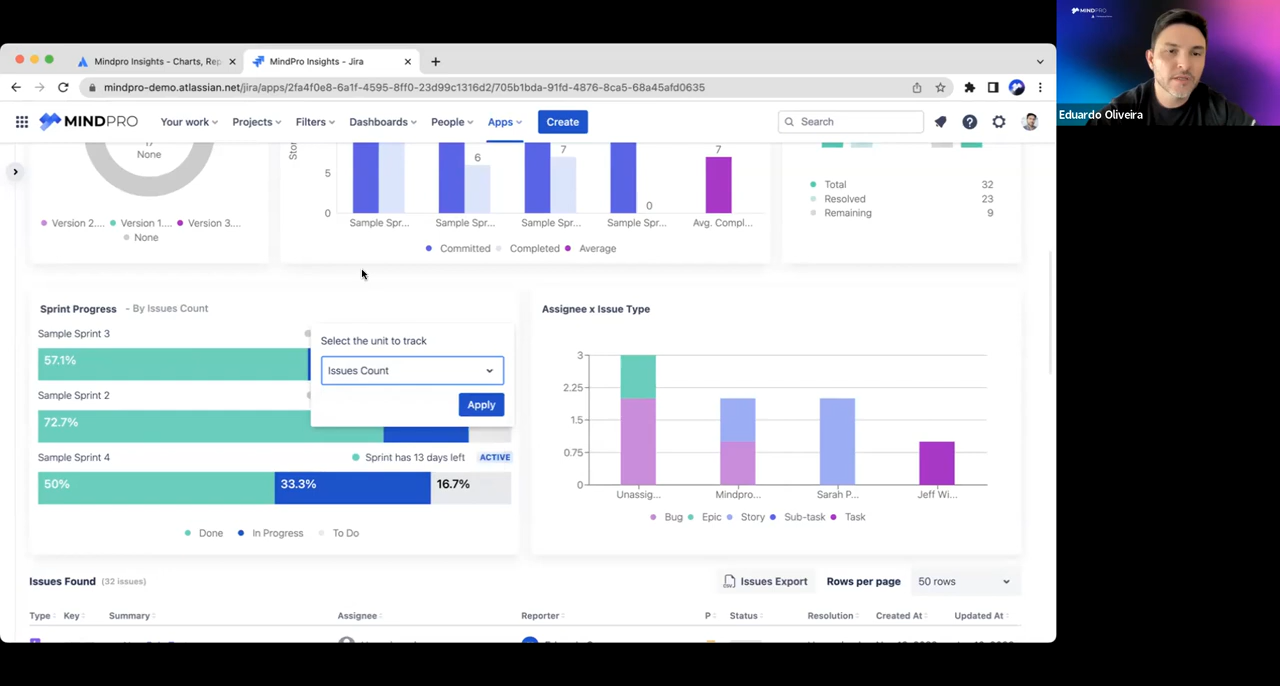 MINDPRO
Eduardo Oliveira
Mindpro Insights - Charts, Rep
MindPro Insights - Jira
mindpro-demo.atlassian.net/jira/apps/2fa4f0e8-6a1f-4595-8ff0-23d99c1316d2/705b1bda-91fd-4876-8ca5-68a45afd0635
MINDPRO Your work Projects Filters Dashboards People Apps Create Search
None
Version 2.... Version 1.... Version 3....
None
5
0
6
7
0
7
Sample Spr... Sample Spr... Sample Spr... Sample Spr... Avg. Compl...
Committed Completed Average
Total 32
Resolved 23
Remaining 9
Sprint Progress - By Issues Count
Sample Sprint 3
57.1%
Sample Sprint 2
72.7%
Sample Sprint 4 Sprint has 13 days left ACTIVE
50% 33.3% 16.7%
Done In Progress To Do
Select the unit to track
Issues Count
Apply
Assignee x Issue Type
3
2.25
1.5
0.75
0
Unassig... Mindpro... Sarah P... Jeff Wi...
Bug Epic Story Sub-task Task
Issues Found (32 issues) Issues Export Rows per page 50 rows
Type Key Summary Assignee Reporter P Status Resolution Created At Updated At